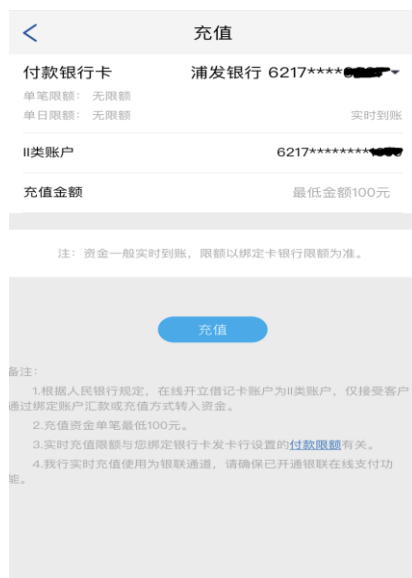 充值
付款银行卡 浦发银行 6217****
单笔限额： 无限额
单日限额： 无限额 实时到账
II类账户 6217********
充值金额 最低金额100元
注：资金一般实时到账，限额以绑定卡银行限额为准。
充值
备注：
1.根据人民银行规定，在线开立借记卡账户为II类账户，仅接受客户
通过绑定账户汇款或充值方式转入资金。
2.充值资金单笔最低100元。
3.实时充值限额与您绑定银行卡发卡行设置的付款限额有关。
4.我行实时充值使用为银联通道，请确保已开通银联在线支付功
能。